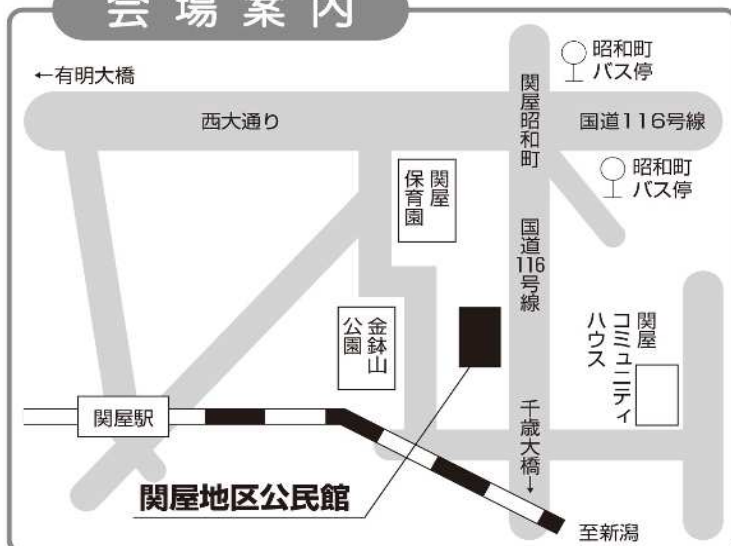 会場案内
←有明大橋
西大通り
関屋昭和町
国道116号線
昭和町
バス停
昭和町
バス停
関屋
保育園
国道116号線
金鉢山
公園
関屋
コミュニティ
ハウス
関屋駅
千歳大橋→
関屋地区公民館
至新潟